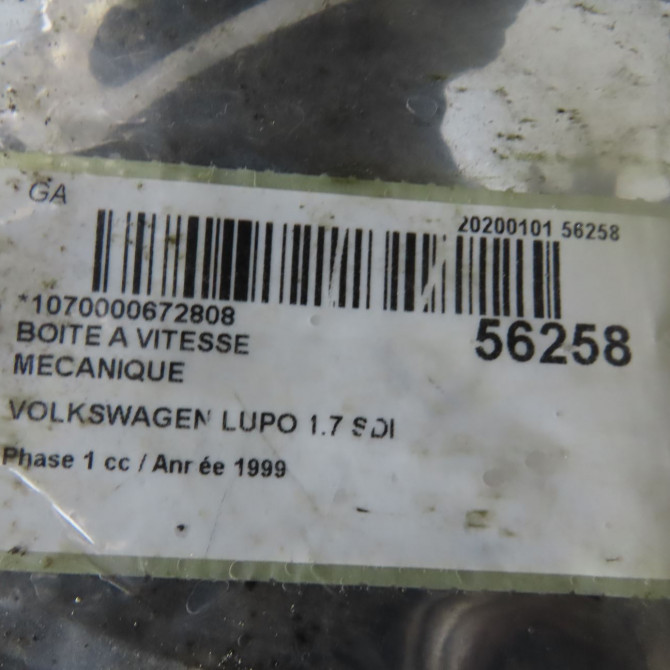 GA
20200101 56258
*1070000672808
56258
BOITE A VITESSE
MECANIQUE
VOLKSWAGEN LUPO 1.7 SDI
Phase 1 cc / Année 1999